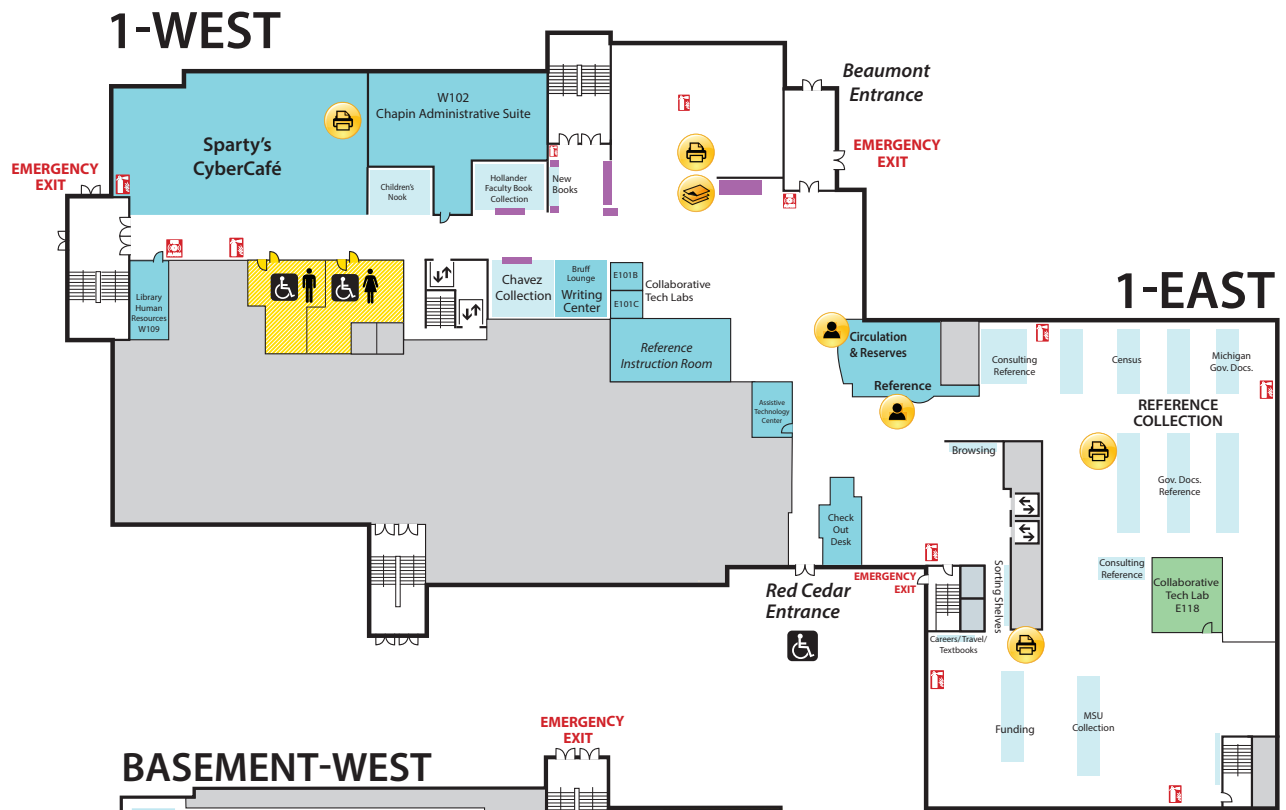 1-WEST
Beaumont
Entrance
W102
Chapin Administrative Suite
Sparty's
CyberCafé
EMERGENCY
EXIT
EMERGENCY
EXIT
Children's
Nook
Hollander
Faculty Book
Collection
New
Books
Library
Human
Resources
W109
Chavez
Collection
Bruff
Lounge
Writing
Center
E101B
E101C
Collaborative
Tech Labs
1-EAST
Reference
Instruction Room
Circulation
& Reserves
Reference
Consulting
Reference
Census
Michigan
Gov. Docs.
REFERENCE
COLLECTION
Assistive
Technology
Center
Browsing
Gov. Docs.
Reference
Check
Out
Desk
Sorting Shelves
Consulting
Reference
Collaborative
Tech Lab
E118
Red Cedar
Entrance
EMERGENCY
EXIT
Careers/Travel/
Textbooks
Funding
MSU
Collection
EMERGENCY
EXIT
BASEMENT-WEST